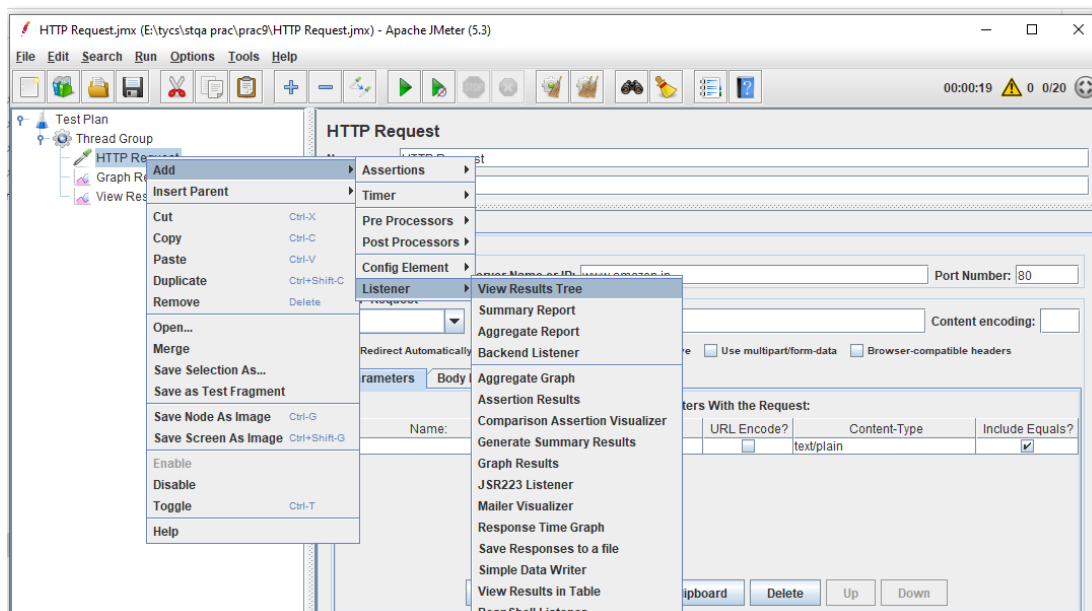 HTTP Request.jmx (E:\tycs\stqa prac\prac9\HTTP Request.jmx) - Apache JMeter (5.3)
File Edit Search Run Options Tools Help
00:00:19 0 0/20
Test Plan
Thread Group
HTTP Request
Graph Re
View Res
HTTP Request
Add
Insert Parent
Cut Ctrl-X
Copy Ctrl-C
Paste Ctrl-V
Duplicate Ctrl+Shift-C
Remove Delete
Open...
Merge
Save Selection As...
Save as Test Fragment
Save Node As Image Ctrl-G
Save Screen As Image Ctrl+Shift-G
Enable
Disable
Toggle Ctrl-T
Help
Assertions
Timer
Pre Processors
Post Processors
Config Element
Listener
View Results Tree
Summary Report
Aggregate Report
Backend Listener
Aggregate Graph
Assertion Results
Comparison Assertion Visualizer
Generate Summary Results
Graph Results
JSR223 Listener
Mailer Visualizer
Response Time Graph
Save Responses to a file
Simple Data Writer
View Results in Table
Port Number: 80
Content encoding:
Redirect Automatically
Use multipart/form-data Browser-compatible headers
rameters Body
ters With the Request:
Name: URL Encode? Content-Type Include Equals?
text/plain
ipboard Delete Up Down